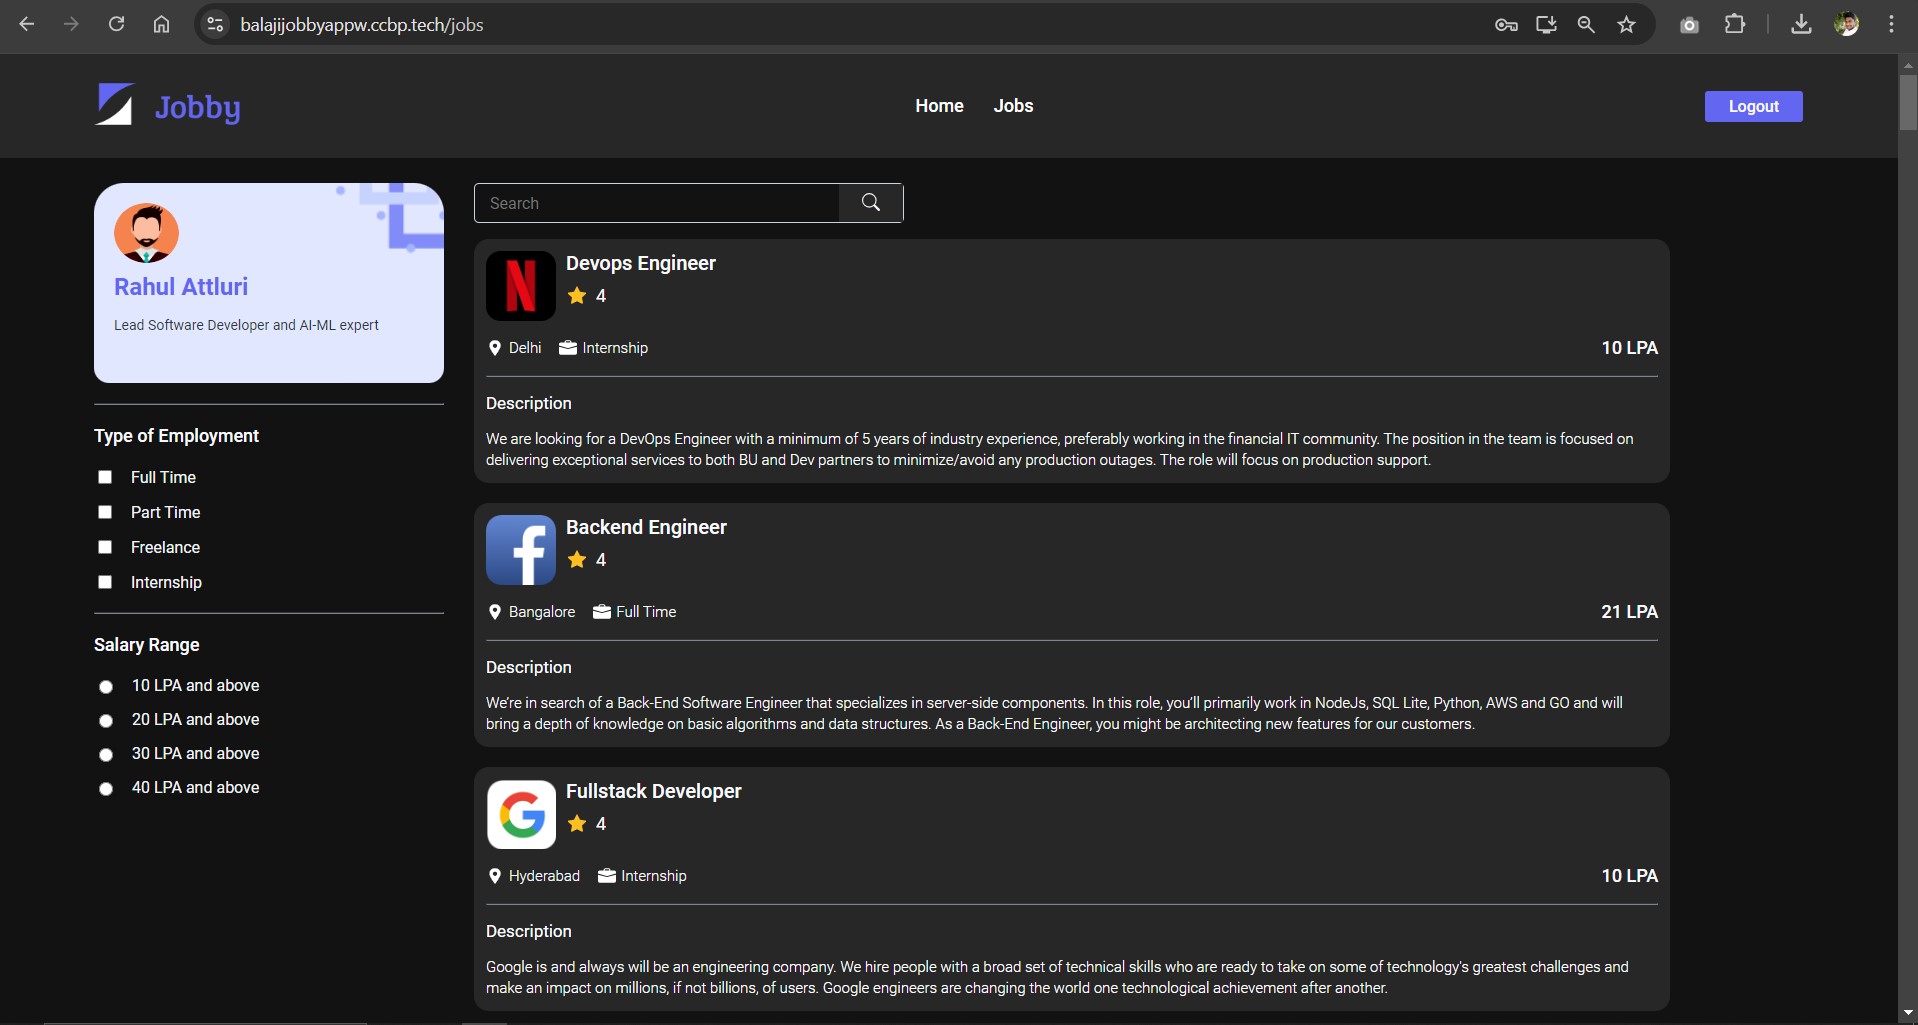 balajijobbyappw.ccbp.tech/jobs
Jobby
Home Jobs
Logout
Rahul Attluri
Lead Software Developer and AI-ML expert
Type of Employment
Full Time
Part Time
Freelance
Internship
Salary Range
10 LPA and above
20 LPA and above
30 LPA and above
40 LPA and above
Search
N
Devops Engineer
4
Delhi Internship 10 LPA
Description
We are looking for a DevOps Engineer with a minimum of 5 years of industry experience, preferably working in the financial IT community. The position in the team is focused on
delivering exceptional services to both BU and Dev partners to minimize/avoid any production outages. The role will focus on production support.
f
Backend Engineer
4
Bangalore Full Time 21 LPA
Description
We’re in search of a Back-End Software Engineer that specializes in server-side components. In this role, you’ll primarily work in NodeJs, SQL Lite, Python, AWS and GO and will
bring a depth of knowledge on basic algorithms and data structures. As a Back-End Engineer, you might be architecting new features for our customers.
G
Fullstack Developer
4
Hyderabad Internship 10 LPA
Description
Google is and always will be an engineering company. We hire people with a broad set of technical skills who are ready to take on some of technology's greatest challenges and
make an impact on millions, if not billions, of users. Google engineers are changing the world one technological achievement after another.